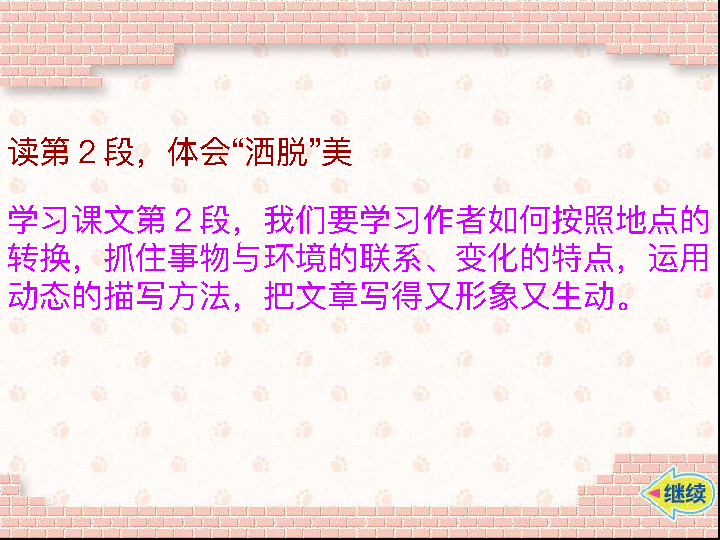 读第２段，体会“洒脱”美
学习课文第２段，我们要学习作者如何按照地点的
转换，抓住事物与环境的联系、变化的特点，运用
动态的描写方法，把文章写得又形象又生动。
继续